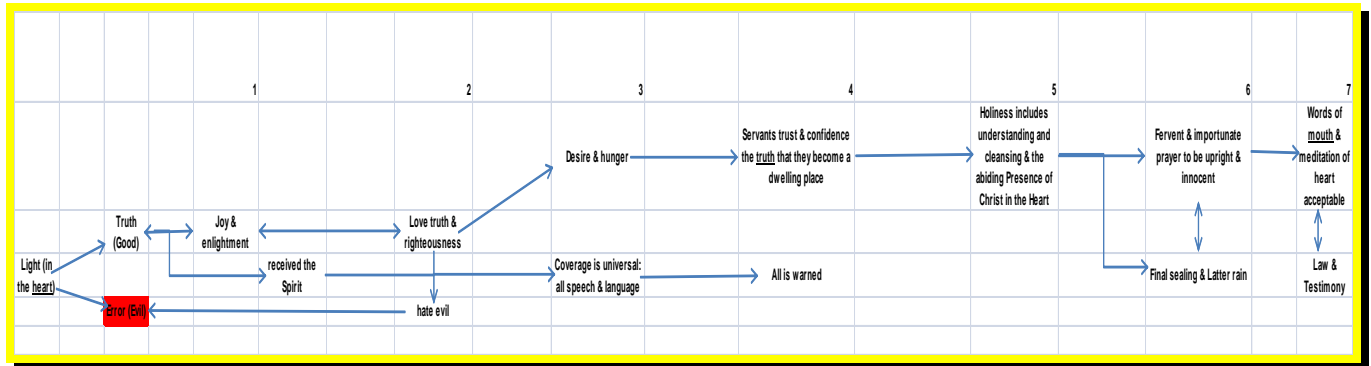 1
2
3
4
5
6
7
Light (in
the heart)
Truth
(Good)
Error (Evil)
Joy &
enlightment
received the
Spirit
Love truth &
righteousness
hate evil
Desire & hunger
Coverage is universal:
all speech & language
Servants trust & confidence
the truth that they become a
dwelling place
All is warned
Holiness includes
understanding and
cleansing & the
abiding Presence of
Christ in the Heart
Fervent & importunate
prayer to be upright &
innocent
Final sealing & Latter rain
Words of
mouth &
meditation of
heart
acceptable
Law &
Testimony